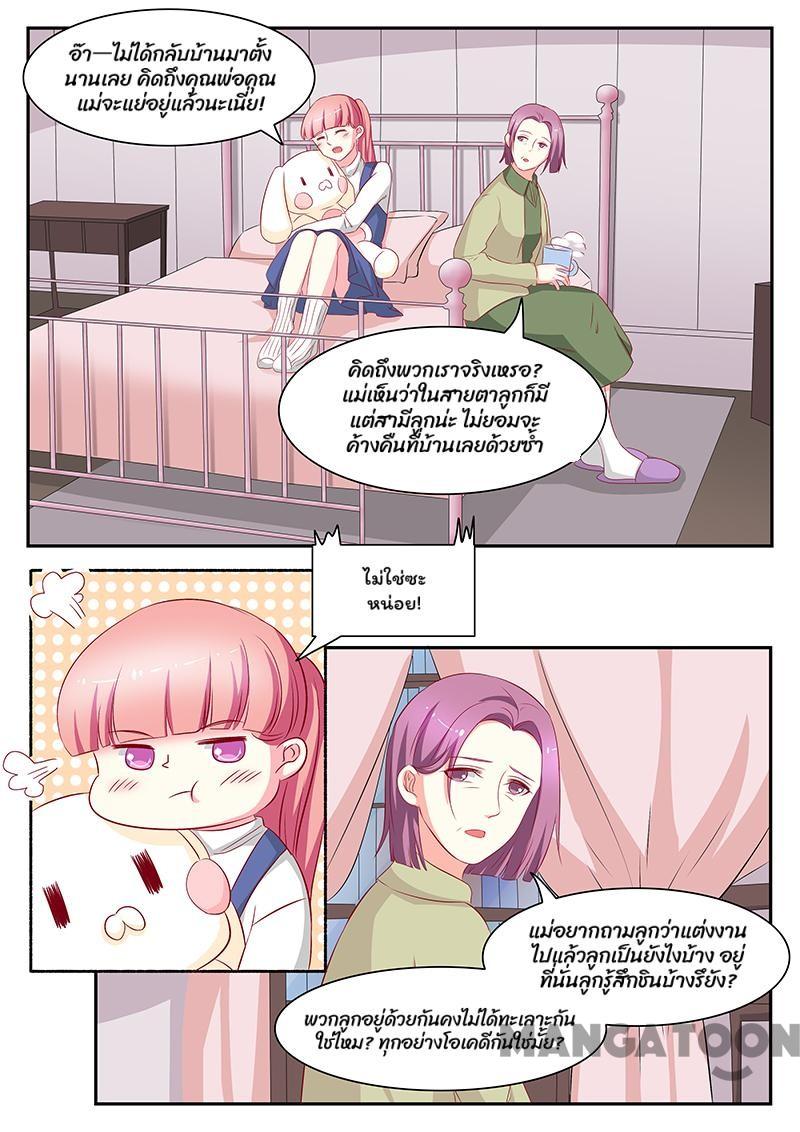 อ๊า—ไม่ได้กลับบ้านมาตั้ง
นานเลย คิดถึงคุณพ่อคุณ
แม่จะแย่อยู่แล้วนะเนี่ย!
คิดถึงพวกเราจริงเหรอ?
แม่เห็นว่าในสายตาลูกก็มี
แต่สามีลูกน่ะ ไม่ยอมจะ
ค้างคืนที่บ้านเลยด้วยซ้ำ
ไม่ใช่ซะ
หน่อย!
แม่อยากถามลูกว่าแต่งงาน
ไปแล้วลูกเป็นยังไงบ้าง อยู่
ที่นั่นลูกรู้สึกชินบ้างรึยัง?
พวกลูกอยู่ด้วยกันคงไม่ได้ทะเลาะกัน
ใช่ไหม? ทุกอย่างโอเคดีกันใช่มั้ย?
MANGATOON